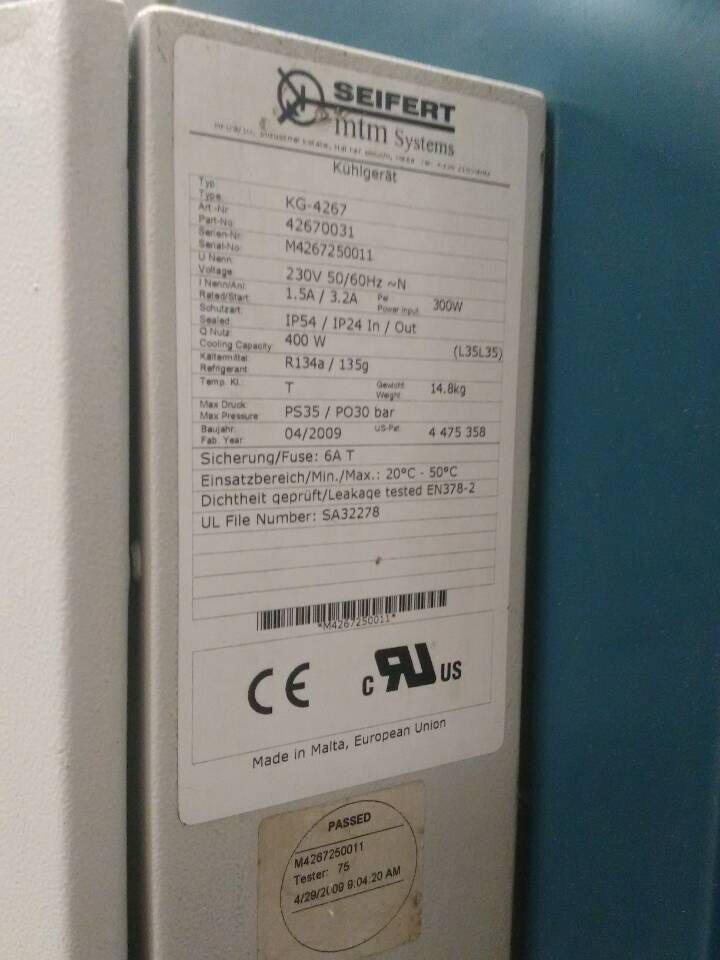 SEIFERT
mtm Systems
Kühlgerät
Typ
Type KG-4267
Art-Nr
Part-No 42670031
Serien-Nr
Serial-No M4267250011
U Nenn
Voltage 230V 50/60Hz ~N
I Nenn/Anl.
Rated/Start 1.5A / 3.2A Pel Power Input 300W
Schutzart
Sealed IP54 / IP24 In / Out
Q Nutz
Cooling Capacity 400 W (L35L35)
Kältemittel
Refrigerant R134a / 135g
Temp. Kl. T Gewicht Weight 14.8kg
Max Druck
Max Pressure PS35 / PO30 bar
Baujahr:
Fab. Year 04/2009 US-Pat. 4 475 358
Sicherung/Fuse: 6A T
Einsatzbereich/Min./Max.: 20°C - 50°C
Dichtheit geprüft/Leakage tested EN378-2
UL File Number: SA32278
*M4267250011*
CE c RU US
Made in Malta, European Union
PASSED
M4267250011
Tester: 75
4/29/2009 9:04:20 AM